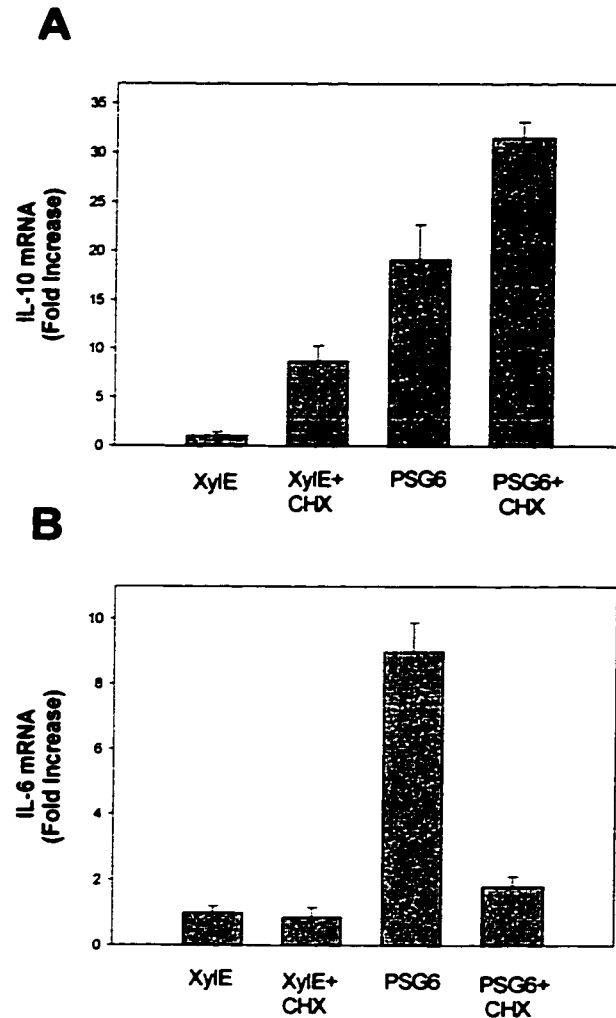 A
IL-10 mRNA
(Fold Increase)
35
30
25
20
15
10
5
0
XylE
XylE+
CHX
PSG6
PSG6+
CHX
B
IL-6 mRNA
(Fold Increase)
10
8
6
4
2
0
XylE
XylE+
CHX
PSG6
PSG6+
CHX